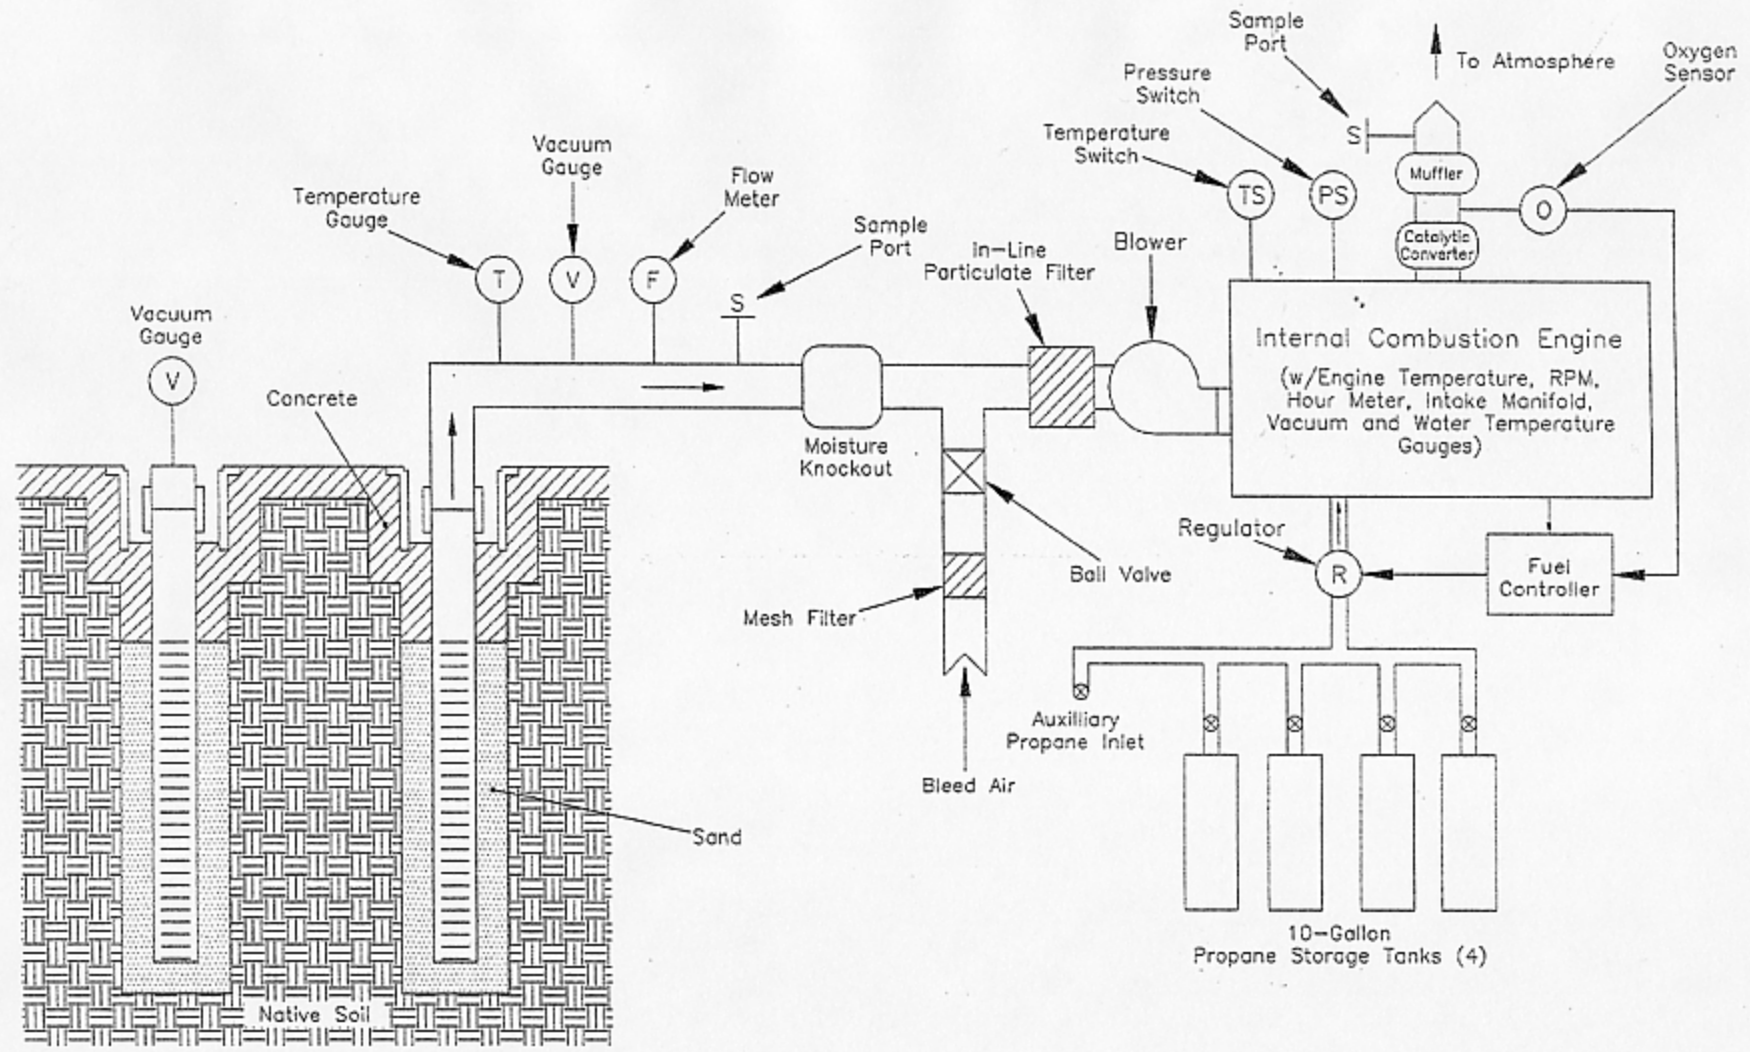 Sample
Port
To Atmosphere
Oxygen
Sensor
Pressure
Switch
Temperature
Switch
S
Muffler
TS
PS
O
Catalytic
Converter
Vacuum
Gauge
Flow
Meter
Temperature
Gauge
Sample
Port
In-Line
Particulate Filter
Blower
T
V
F
S
Vacuum
Gauge
V
Concrete
Moisture
Knockout
Internal Combustion Engine
(w/Engine Temperature, RPM,
Hour Meter, Intake Manifold,
Vacuum and Water Temperature
Gauges)
Regulator
R
Fuel
Controller
Ball Valve
Mesh Filter
Auxilliary
Propane Inlet
Bleed Air
Sand
10-Gallon
Propane Storage Tanks (4)
Native Soil